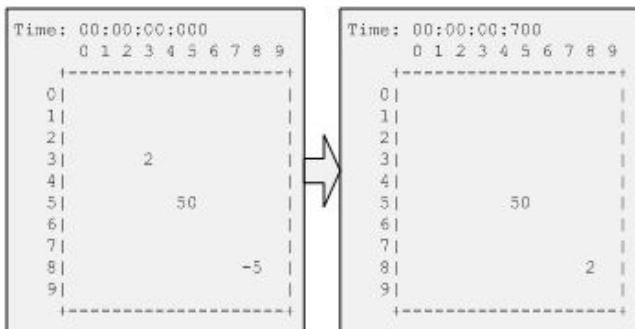 Time: 00:00:00:000
0 1 2 3 4 5 6 7 8 9
+--------------------+
0| |
1| |
2| |
3| 2 |
4| |
5| 50 |
6| |
7| |
8| -5 |
9| |
+--------------------+
Time: 00:00:00:700
0 1 2 3 4 5 6 7 8 9
+--------------------+
0| |
1| |
2| |
3| |
4| |
5| 50 |
6| |
7| |
8| 2 |
9| |
+--------------------+